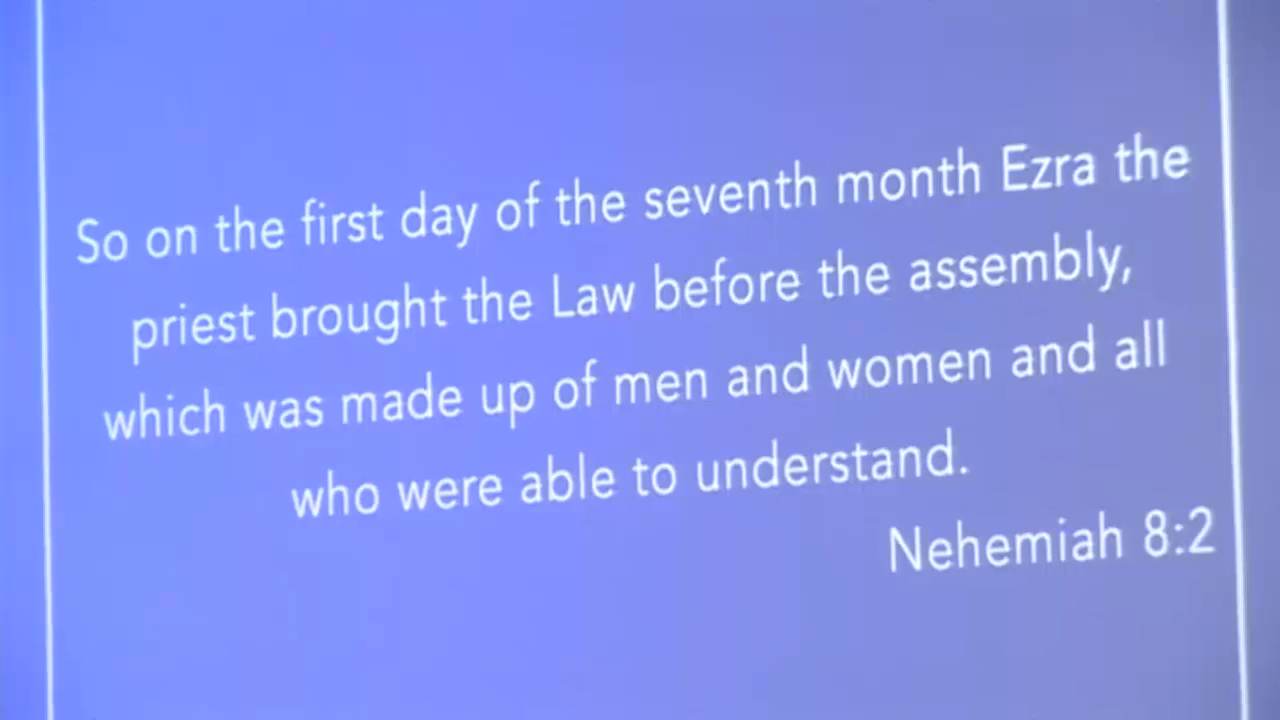 So on the first day of the seventh month Ezra the
priest brought the Law before the assembly,
which was made up of men and women and all
who were able to understand.
Nehemiah 8:2